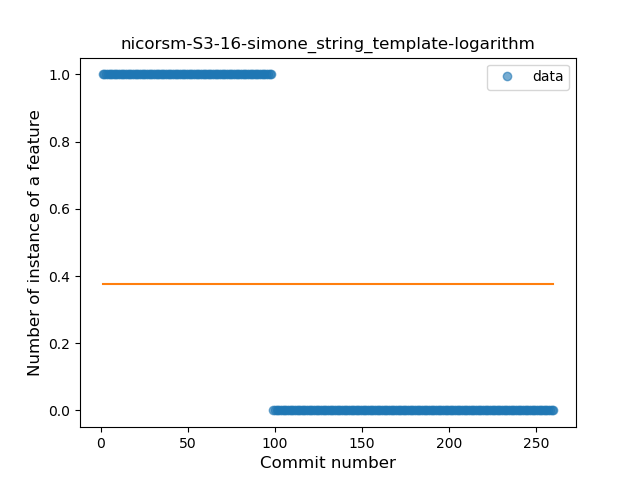 nicorsm-S3-16-simone_string_template-logarithm
data
Number of instance of a feature
1.0
0.8
0.6
0.4
0.2
0.0
0 50 100 150 200 250
Commit number